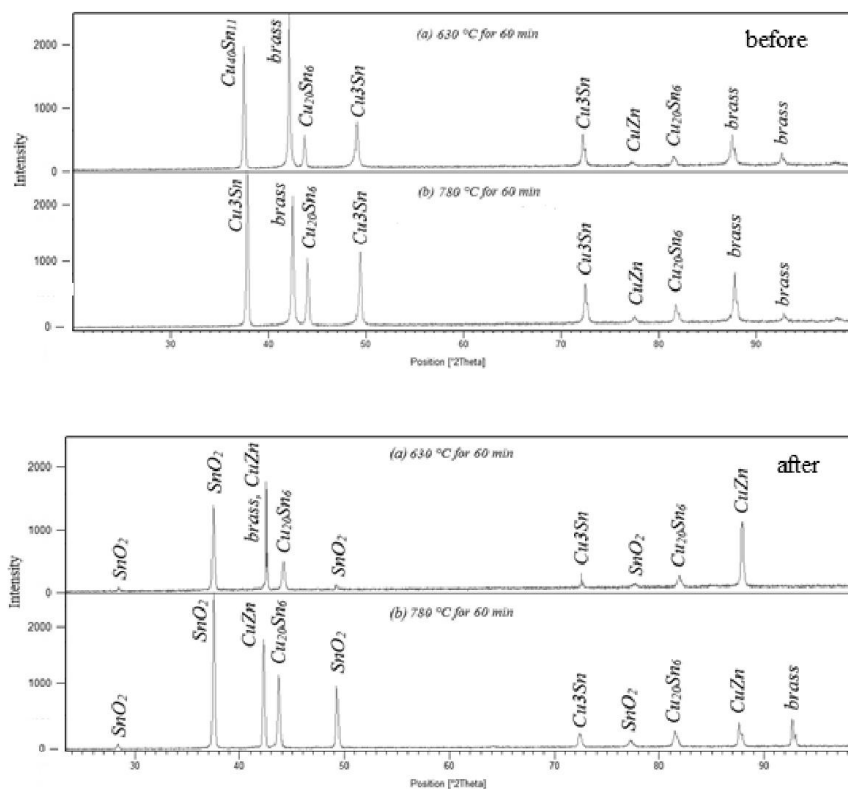 (a) 630 °C for 60 min
before
2000
1000
0
Cu₄₀Sn₁₁
brass
Cu₂₀Sn₆
Cu3Sn
Cu3Sn
CuZn
Cu₂₀Sn₆
brass
brass
Intensity
(b) 780 °C for 60 min
2000
1000
0
Cu3Sn
brass
Cu₂₀Sn₆
Cu3Sn
Cu3Sn
CuZn
Cu₂₀Sn₆
brass
brass
30 40 50 60 70 80 90
Position [°2Theta]
(a) 630 °C for 60 min
after
2000
1000
0
SnO₂
SnO₂
brass, CuZn
Cu₂₀Sn₆
SnO₂
Cu3Sn
SnO₂
Cu₂₀Sn₆
CuZn
Intensity
(b) 780 °C for 60 min
2000
1000
0
SnO₂
SnO₂
CuZn
Cu₂₀Sn₆
SnO₂
Cu3Sn
SnO₂
Cu₂₀Sn₆
CuZn
brass
30 40 50 60 70 80 90
Position [°2Theta]